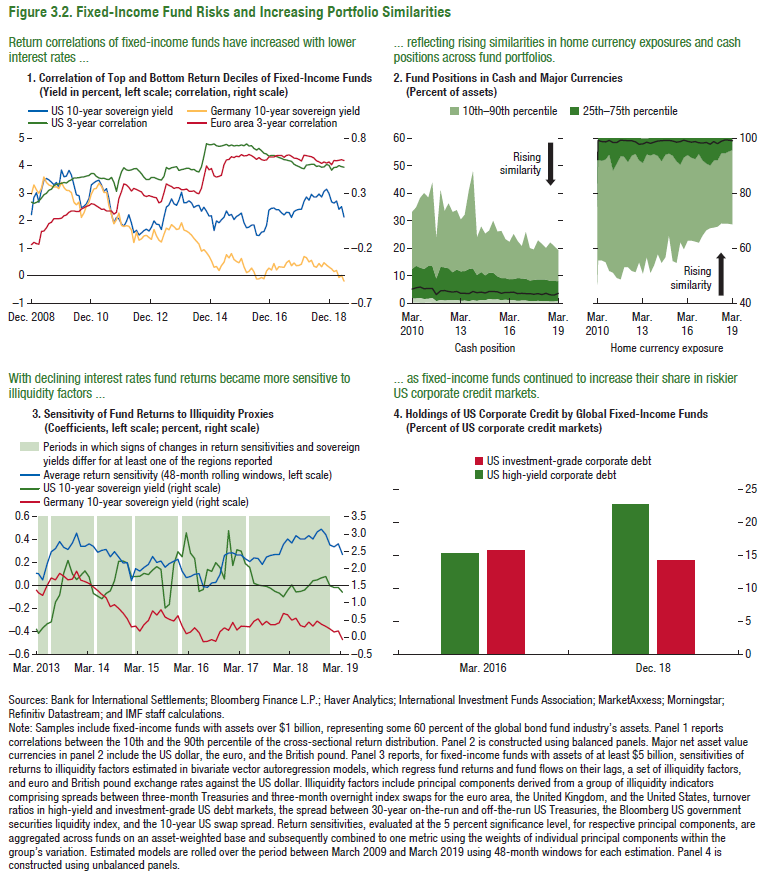 Figure 3.2. Fixed-Income Fund Risks and Increasing Portfolio Similarities
Return correlations of fixed-income funds have increased with lower
interest rates ...
1. Correlation of Top and Bottom Return Deciles of Fixed-Income Funds
(Yield in percent, left scale; correlation, right scale)
US 10-year sovereign yield
Germany 10-year sovereign yield
US 3-year correlation
Euro area 3-year correlation
5
4
3
2
1
0
–1
0.8
0.3
–0.2
–0.7
Dec. 2008
Dec. 10
Dec. 12
Dec. 14
Dec. 16
Dec. 18
... reflecting rising similarities in home currency exposures and cash
positions across fund portfolios.
2. Fund Positions in Cash and Major Currencies
(Percent of assets)
10th–90th percentile
25th–75th percentile
60
50
40
30
20
10
0
Rising
similarity
100
80
60
40
Rising
similarity
Mar. Mar. Mar. Mar.
2010 13 16 19
Cash position
Mar. Mar. Mar. Mar.
2010 13 16 19
Home currency exposure
With declining interest rates fund returns became more sensitive to
illiquidity factors ...
3. Sensitivity of Fund Returns to Illiquidity Proxies
(Coefficients, left scale; percent, right scale)
Periods in which signs of changes in return sensitivities and sovereign
yields differ for at least one of the regions reported
Average return sensitivity (48-month rolling windows, left scale)
US 10-year sovereign yield (right scale)
Germany 10-year sovereign yield (right scale)
0.6
0.4
0.2
0.0
–0.2
–0.4
–0.6
3.5
3.0
2.5
2.0
1.5
1.0
0.5
0.0
–0.5
Mar. 2013
Mar. 14
Mar. 15
Mar. 16
Mar. 17
Mar. 18
Mar. 19
... as fixed-income funds continued to increase their share in riskier
US corporate credit markets.
4. Holdings of US Corporate Credit by Global Fixed-Income Funds
(Percent of US corporate credit markets)
US investment-grade corporate debt
US high-yield corporate debt
25
20
15
10
5
0
Mar. 2016
Dec. 18
Sources: Bank for International Settlements; Bloomberg Finance L.P.; Haver Analytics; International Investment Funds Association; MarketAxxess; Morningstar;
Refinitiv Datastream; and IMF staff calculations.
Note: Samples include fixed-income funds with assets over $1 billion, representing some 60 percent of the global bond fund industry's assets. Panel 1 reports
correlations between the 10th and the 90th percentile of the cross-sectional return distribution. Panel 2 is constructed using balanced panels. Major net asset value
currencies in panel 2 include the US dollar, the euro, and the British pound. Panel 3 reports, for fixed-income funds with assets of at least $5 billion, sensitivities of
returns to illiquidity factors estimated in bivariate vector autoregression models, which regress fund returns and fund flows on their lags, a set of illiquidity factors,
and euro and British pound exchange rates against the US dollar. Illiquidity factors include principal components derived from a group of illiquidity indicators
comprising spreads between three-month Treasuries and three-month overnight index swaps for the euro area, the United Kingdom, and the United States, turnover
ratios in high-yield and investment-grade US debt markets, the spread between 30-year on-the-run and off-the-run US Treasuries, the Bloomberg US government
securities liquidity index, and the 10-year US swap spread. Return sensitivities, evaluated at the 5 percent significance level, for respective principal components, are
aggregated across funds on an asset-weighted base and subsequently combined to one metric using the weights of individual principal components within the
group's variation. Estimated models are rolled over the period between March 2009 and March 2019 using 48-month windows for each estimation. Panel 4 is
constructed using unbalanced panels.